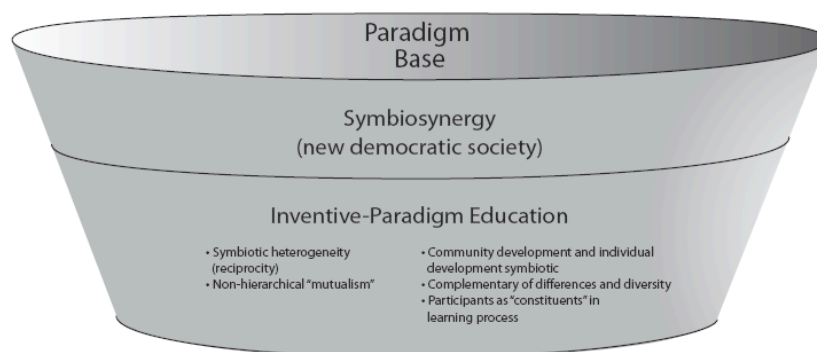 Paradigm
Base
Symbiosynergy
(new democratic society)
Inventive-Paradigm Education
• Symbiotic heterogeneity
(reciprocity)
• Non-hierarchical “mutualism”
• Community development and individual
development symbiotic
• Complementary of differences and diversity
• Participants as “constituents” in
learning process